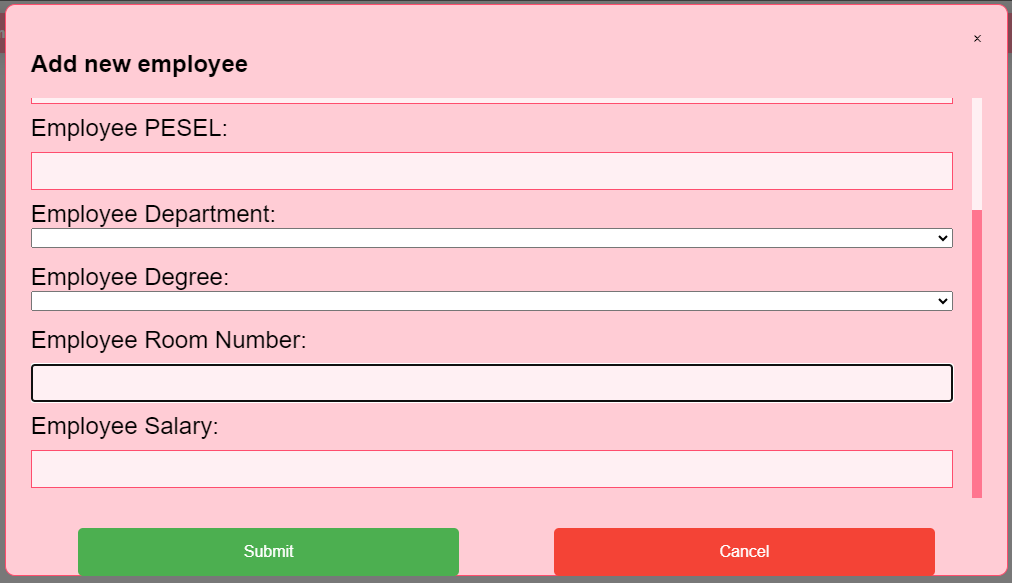 ×
Add new employee
Employee PESEL:
Employee Department:
Employee Degree:
Employee Room Number:
Employee Salary:
Submit
Cancel